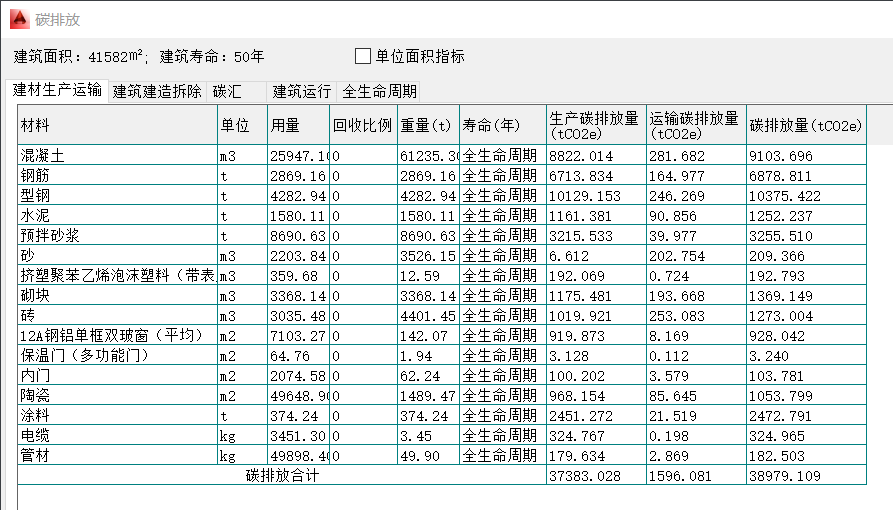 碳排放
建筑面积: 41582m²; 建筑寿命: 50年 单位面积指标
建材生产运输 建筑建造拆除 碳汇 建筑运行 全生命周期
材料 单位 用量 回收比例 重量(t) 寿命(年) 生产碳排放量(tCO2e) 运输碳排放量(tCO2e) 碳排放量(tCO2e)
混凝土 m3 25947.10 0 61235.30 全生命周期 8822.014 281.682 9103.696
钢筋 t 2869.16 0 2869.16 全生命周期 6713.834 164.977 6878.811
型钢 t 4282.94 0 4282.94 全生命周期 10129.153 246.269 10375.422
水泥 t 1580.11 0 1580.11 全生命周期 1161.381 90.856 1252.237
预拌砂浆 t 8690.63 0 8690.63 全生命周期 3215.533 39.977 3255.510
砂 m3 2203.84 0 3526.15 全生命周期 6.612 202.754 209.366
挤塑聚苯乙烯泡沫塑料（带表 m3 359.68 0 12.59 全生命周期 192.069 0.724 192.793
砌块 m3 3368.14 0 3368.14 全生命周期 1175.481 193.668 1369.149
砖 m3 3035.48 0 4401.45 全生命周期 1019.921 253.083 1273.004
12A钢铝单框双玻窗（平均） m2 7103.27 0 142.07 全生命周期 919.873 8.169 928.042
保温门（多功能门） m2 64.76 0 1.94 全生命周期 3.128 0.112 3.240
内门 m2 2074.58 0 62.24 全生命周期 100.202 3.579 103.781
陶瓷 m2 49648.90 0 1489.47 全生命周期 968.154 85.645 1053.799
涂料 t 374.24 0 374.24 全生命周期 2451.272 21.519 2472.791
电缆 kg 3451.30 0 3.45 全生命周期 324.767 0.198 324.965
管材 kg 49898.40 0 49.90 全生命周期 179.634 2.869 182.503
碳排放合计 37383.028 1596.081 38979.109